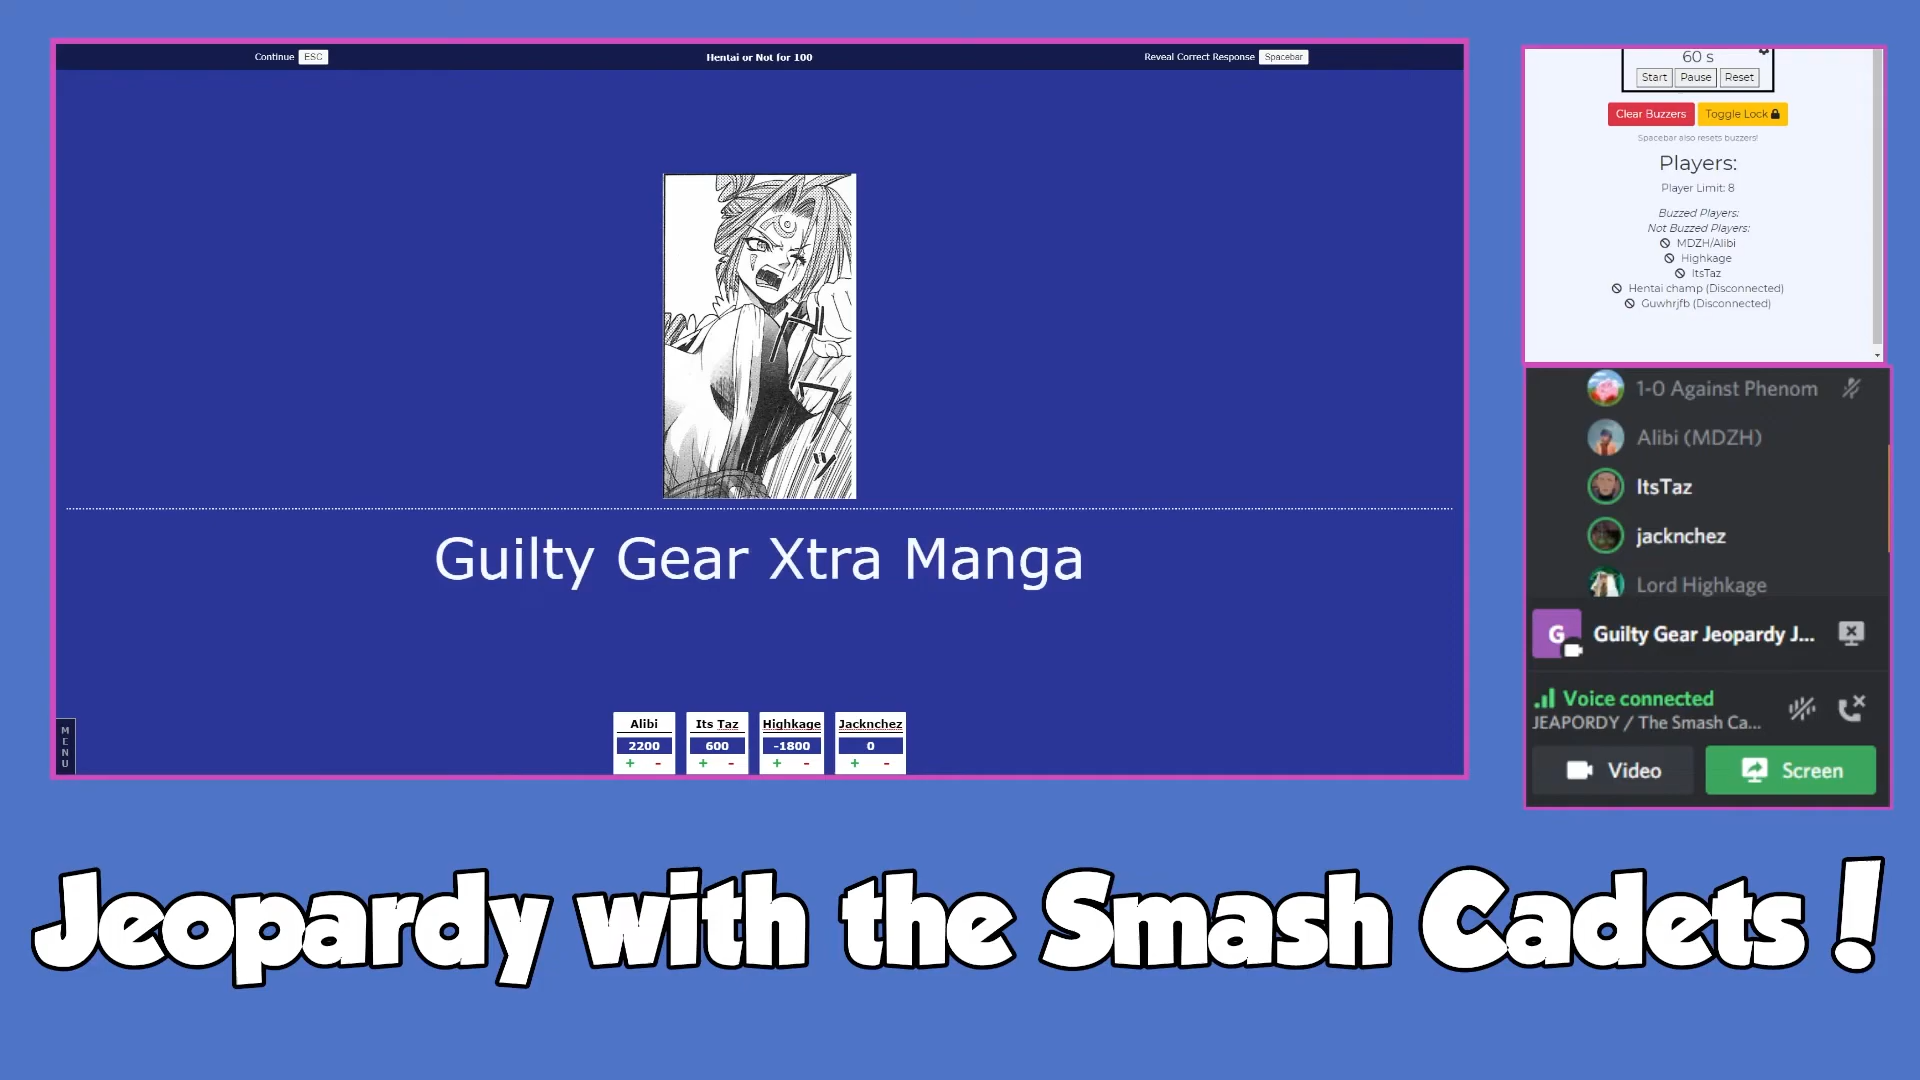 Continue ESC
Hentai or Not for 100
Reveal Correct Response Spacebar
ッ
Guilty Gear Xtra Manga
MENU
Alibi Its Taz Highkage Jacknchez
2200 600 -1800 0
+ - + - + - + -
60 s
Start Pause Reset
Clear Buzzers Toggle Lock
Spacebar also resets buzzers!
Players:
Player Limit: 8
Buzzed Players:
Not Buzzed Players:
MDZH/Alibi
Highkage
ItsTaz
Hentai champ (Disconnected)
Guwhrjfb (Disconnected)
1-0 Against Phenom
Alibi (MDZH)
ItsTaz
jacknchez
Lord Highkage
G Guilty Gear Jeopardy J...
Voice connected
JEAPORDY / The Smash Ca...
Video Screen
Jeopardy with the Smash Cadets!